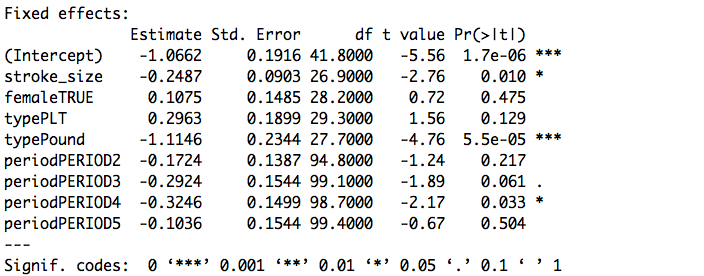 Fixed effects:
Estimate Std. Error df t value Pr(>|t|)
(Intercept) -1.0662 0.1916 41.8000 -5.56 1.7e-06 ***
stroke_size -0.2487 0.0903 26.9000 -2.76 0.010 *
femaleTRUE 0.1075 0.1485 28.2000 0.72 0.475
typePLT 0.2963 0.1899 29.3000 1.56 0.129
typePound -1.1146 0.2344 27.7000 -4.76 5.5e-05 ***
periodPERIOD2 -0.1724 0.1387 94.8000 -1.24 0.217
periodPERIOD3 -0.2924 0.1544 99.1000 -1.89 0.061 .
periodPERIOD4 -0.3246 0.1499 98.7000 -2.17 0.033 *
periodPERIOD5 -0.1036 0.1544 99.4000 -0.67 0.504
---
Signif. codes: 0 ‘***’ 0.001 ‘**’ 0.01 ‘*’ 0.05 ‘.’ 0.1 ‘ ’ 1